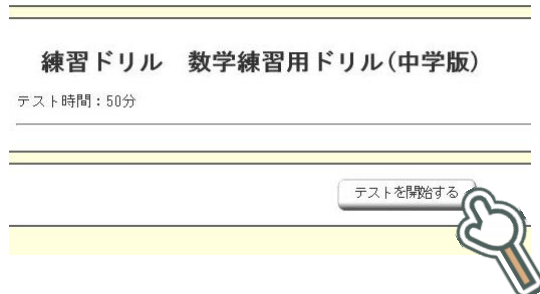 練習ドリル　数学練習用ドリル(中学版)
テスト時間：50分
テストを開始する